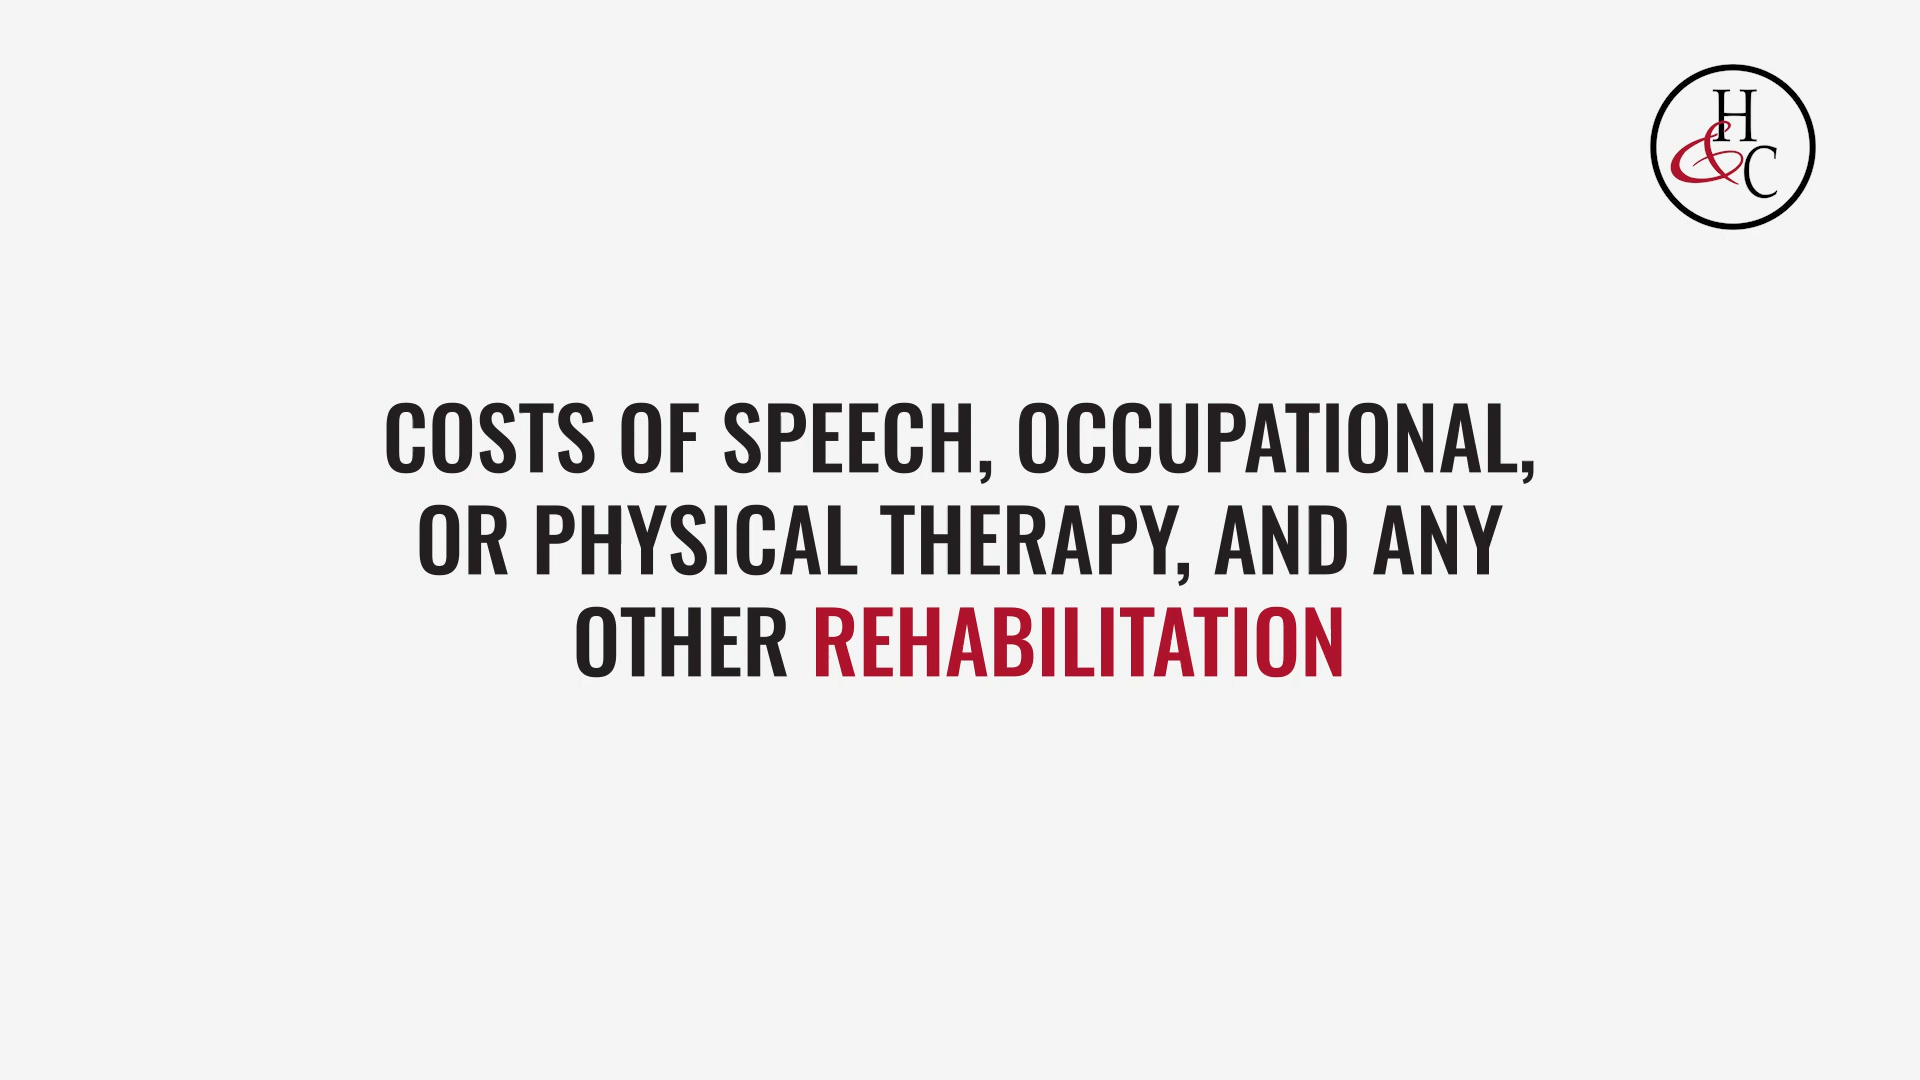 H
&
C
COSTS OF SPEECH, OCCUPATIONAL,
OR PHYSICAL THERAPY, AND ANY
OTHER REHABILITATION